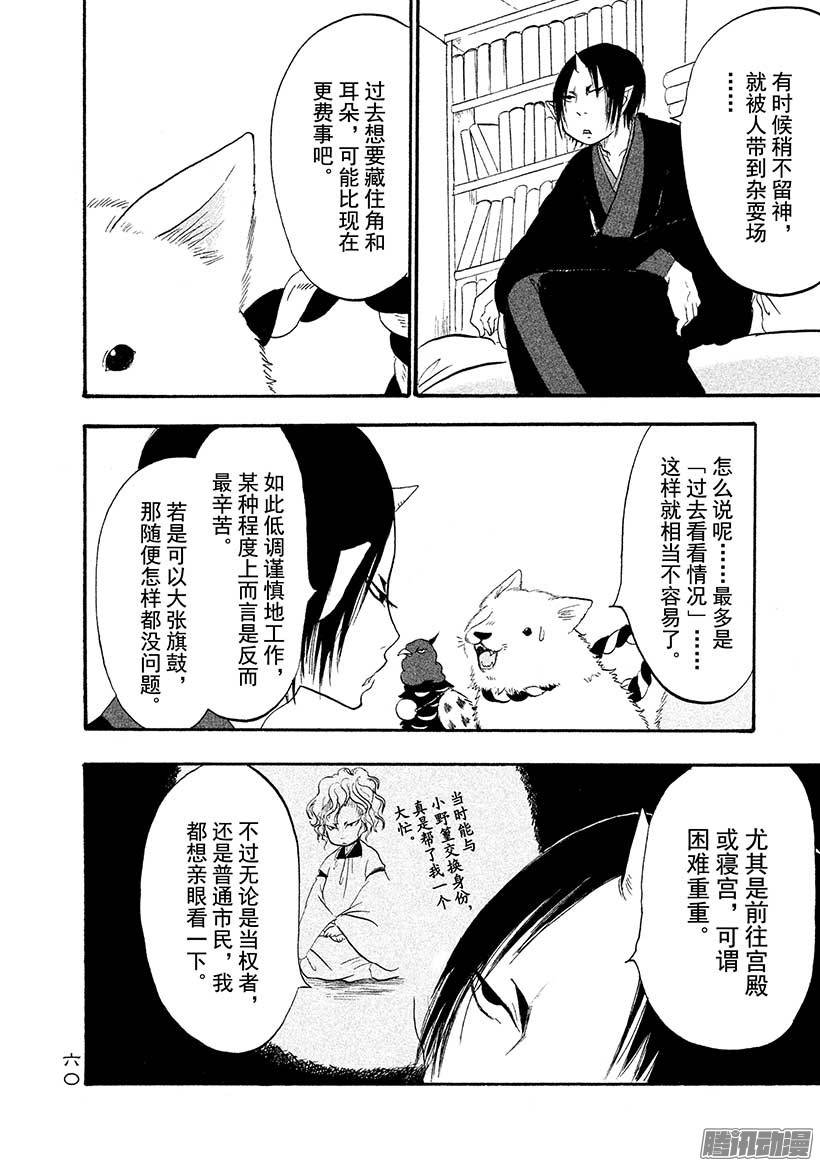 有时候稍不留神，
就被人带到杂耍场
……
过去想要藏住角和
耳朵，可能比现在
更费事吧。
怎么说呢……最多是
「过去看看情况」……
这样就相当不容易了。
如此低调谨慎地工作，
某种程度上而言是反而
最辛苦。
若是可以大张旗鼓，
那随便怎样都没问题。
尤其是前往宫殿
或寝宫，可谓
困难重重。
当时能与
小野篁交换身份，
真是帮了我一个
大忙。
不过无论是当权者，
还是普通市民，我
都想亲眼看一下。
六〇
腾讯动漫